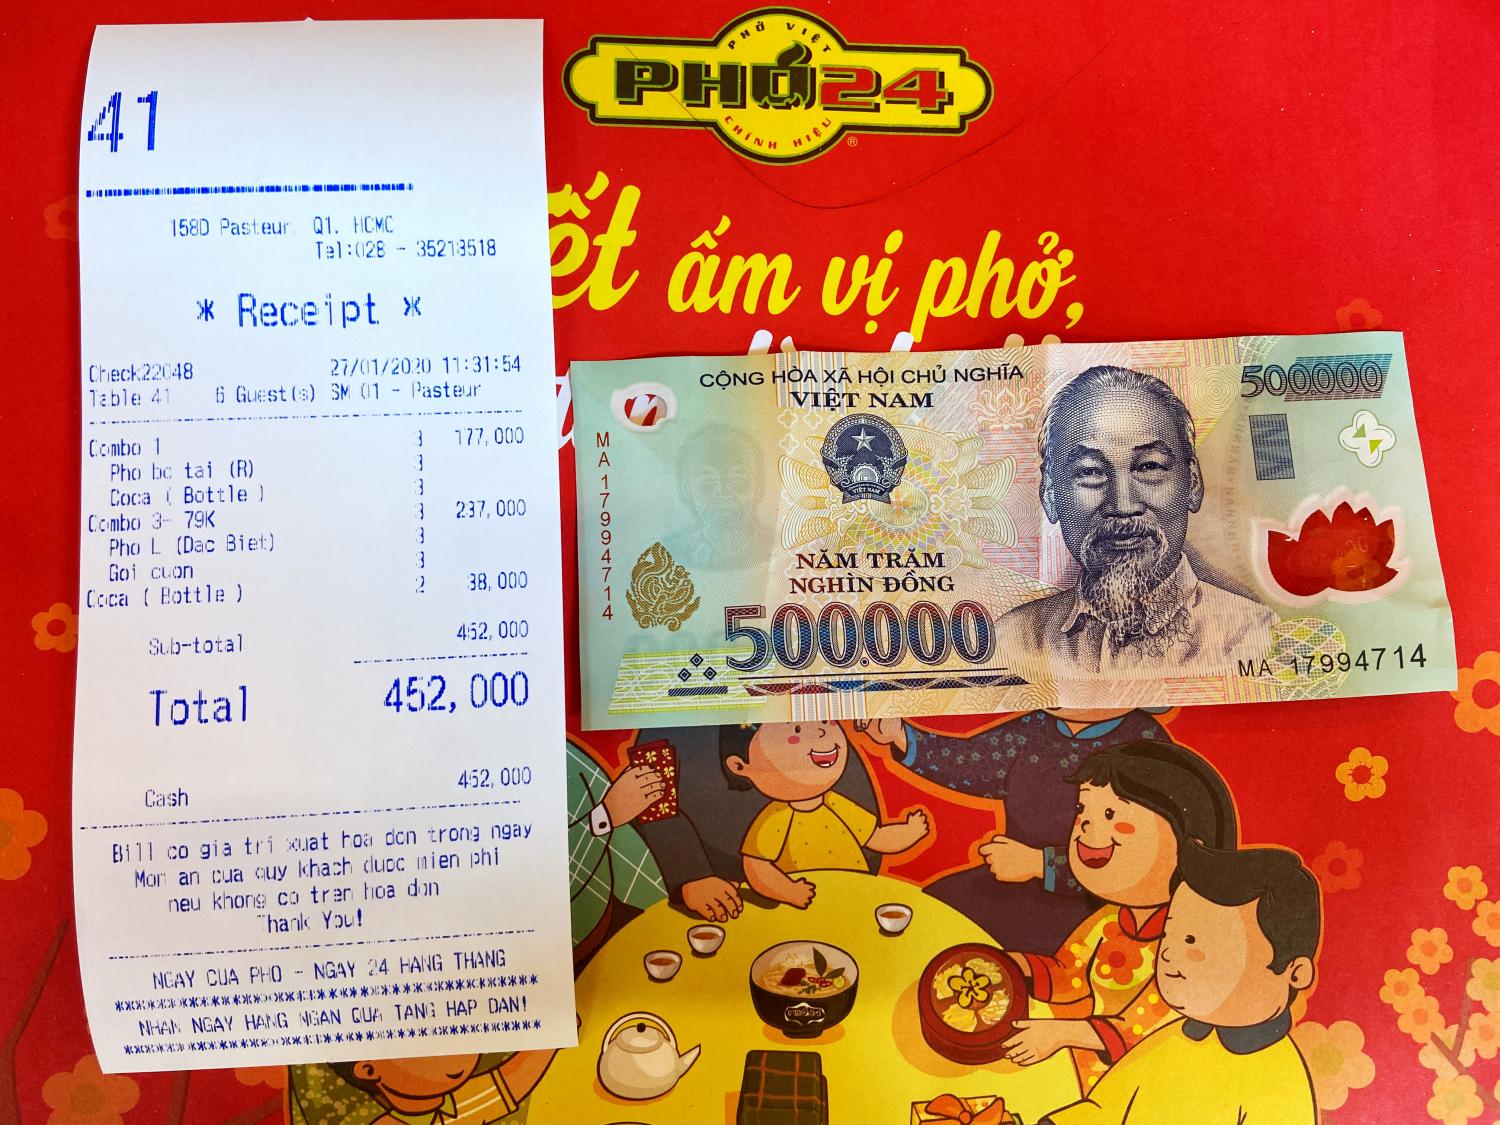 41
158D Pasteur, Q1. HCMC
Tel:028 - 35218518
* Receipt *
Check22048 27/01/2020 11:31:54
Table 41 6 Guest(s) SM 01 - Pasteur
Combo 1 3 177,000
Pho bo tai (R) 3
Coca ( Bottle ) 3
Combo 3- 79K 3 237,000
Pho L (Dac Biet) 3
Goi cuon 3
Coca ( Bottle ) 2 38,000
Sub-total 452,000
Total 452,000
Cash 452,000
Bill co gia tri xuat hoa don trong ngay
Mon an cua quy khach duoc mien phi
neu khong co tren hoa don
Thank You!
NGAY CUA PHO - NGAY 24 HANG THANG
****************************************
NHAN NGAY HANG NGAN QUA TANG HAP DAN!
****************************************
PHỞ VIỆT
PHỞ24
CHÍNH HIỆU
®
ết ấm vị phở,
CỘNG HÒA XÃ HỘI CHỦ NGHĨA
VIỆT NAM
500000
VIỆT NAM
MA 17994714
NĂM TRĂM
NGHÌN ĐỒNG
500.000
MA 17994714
PHỞ24